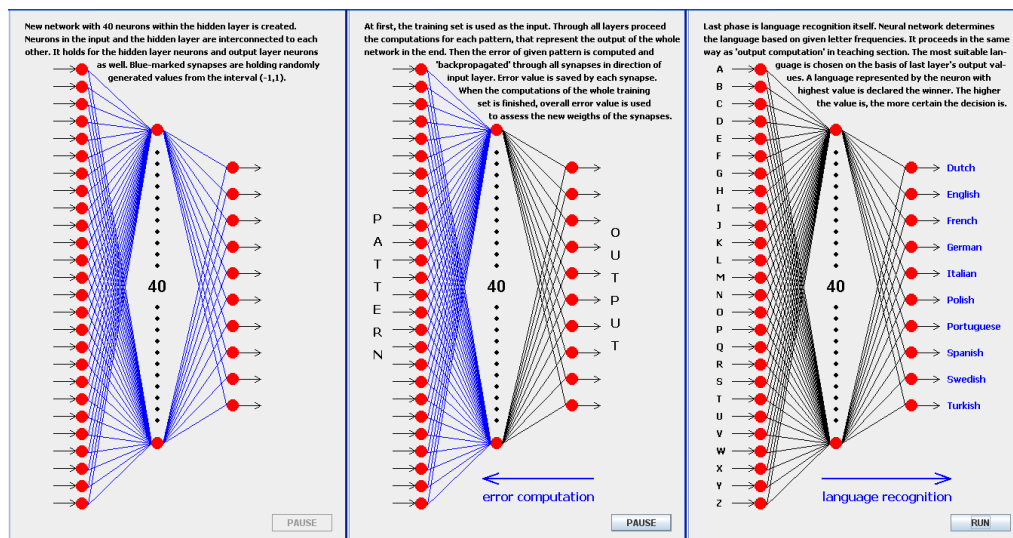 New network with 40 neurons within the hidden layer is created.
Neurons in the input and the hidden layer are interconnected to each
other. It holds for the hidden layer neurons and output layer neurons
as well. Blue-marked synapses are holding randomly
generated values from the interval (-1,1).
40
PAUSE
At first, the training set is used as the input. Through all layers proceed
the computations for each pattern, that represent the output of the whole
network in the end. Then the error of given pattern is computed and
'backpropagated' through all synapses in direction of
input layer. Error value is saved by each synapse.
When the computations of the whole training
set is finished, overall error value is used
to assess the new weigths of the synapses.
P
A
T
T
E
R
N
40
O
U
T
P
U
T
error computation
PAUSE
Last phase is language recognition itself. Neural network determines
the language based on given letter frequencies. It proceeds in the same
way as 'output computation' in teaching section. The most suitable lan-
guage is chosen on the basis of last layer's output val-
ues. A language represented by the neuron with
highest value is declared the winner. The higher
the value is, the more certain the decision is.
A
B
C
D
E
F
G
H
I
J
K
L
M
N
O
P
Q
R
S
T
U
V
W
X
Y
Z
40
Dutch
English
French
German
Italian
Polish
Portuguese
Spanish
Swedish
Turkish
language recognition
RUN